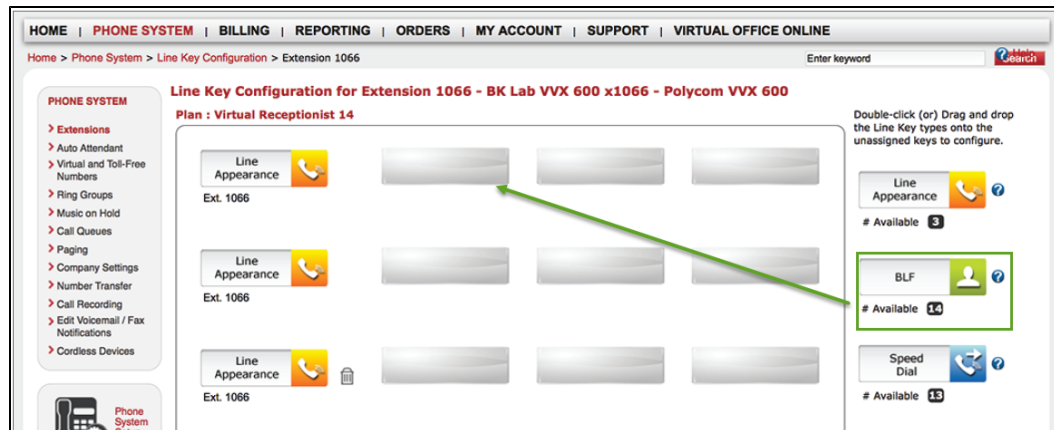 HOME | PHONE SYSTEM | BILLING | REPORTING | ORDERS | MY ACCOUNT | SUPPORT | VIRTUAL OFFICE ONLINE
Home > Phone System > Line Key Configuration > Extension 1066
Enter keyword
Help
Search
PHONE SYSTEM
Extensions
Auto Attendant
Virtual and Toll-Free
Numbers
Ring Groups
Music on Hold
Call Queues
Paging
Company Settings
Number Transfer
Call Recording
Edit Voicemail / Fax
Notifications
Cordless Devices
Phone
System
Line Key Configuration for Extension 1066 - BK Lab VVX 600 x1066 - Polycom VVX 600
Plan : Virtual Receptionist 14
Line
Appearance
Ext. 1066
Line
Appearance
Ext. 1066
Line
Appearance
Ext. 1066
Double-click (or) Drag and drop
the Line Key types onto the
unassigned keys to configure.
Line
Appearance
# Available 3
BLF
# Available 14
Speed
Dial
# Available 13